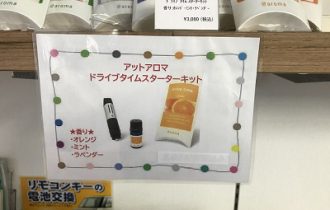 @aroma
¥3,080(税込)
アットアロマ
ドライブタイムスターターキット
★香り★
・オレンジ
・ミント
・ラベンダー
リモコンキーの
電池交換